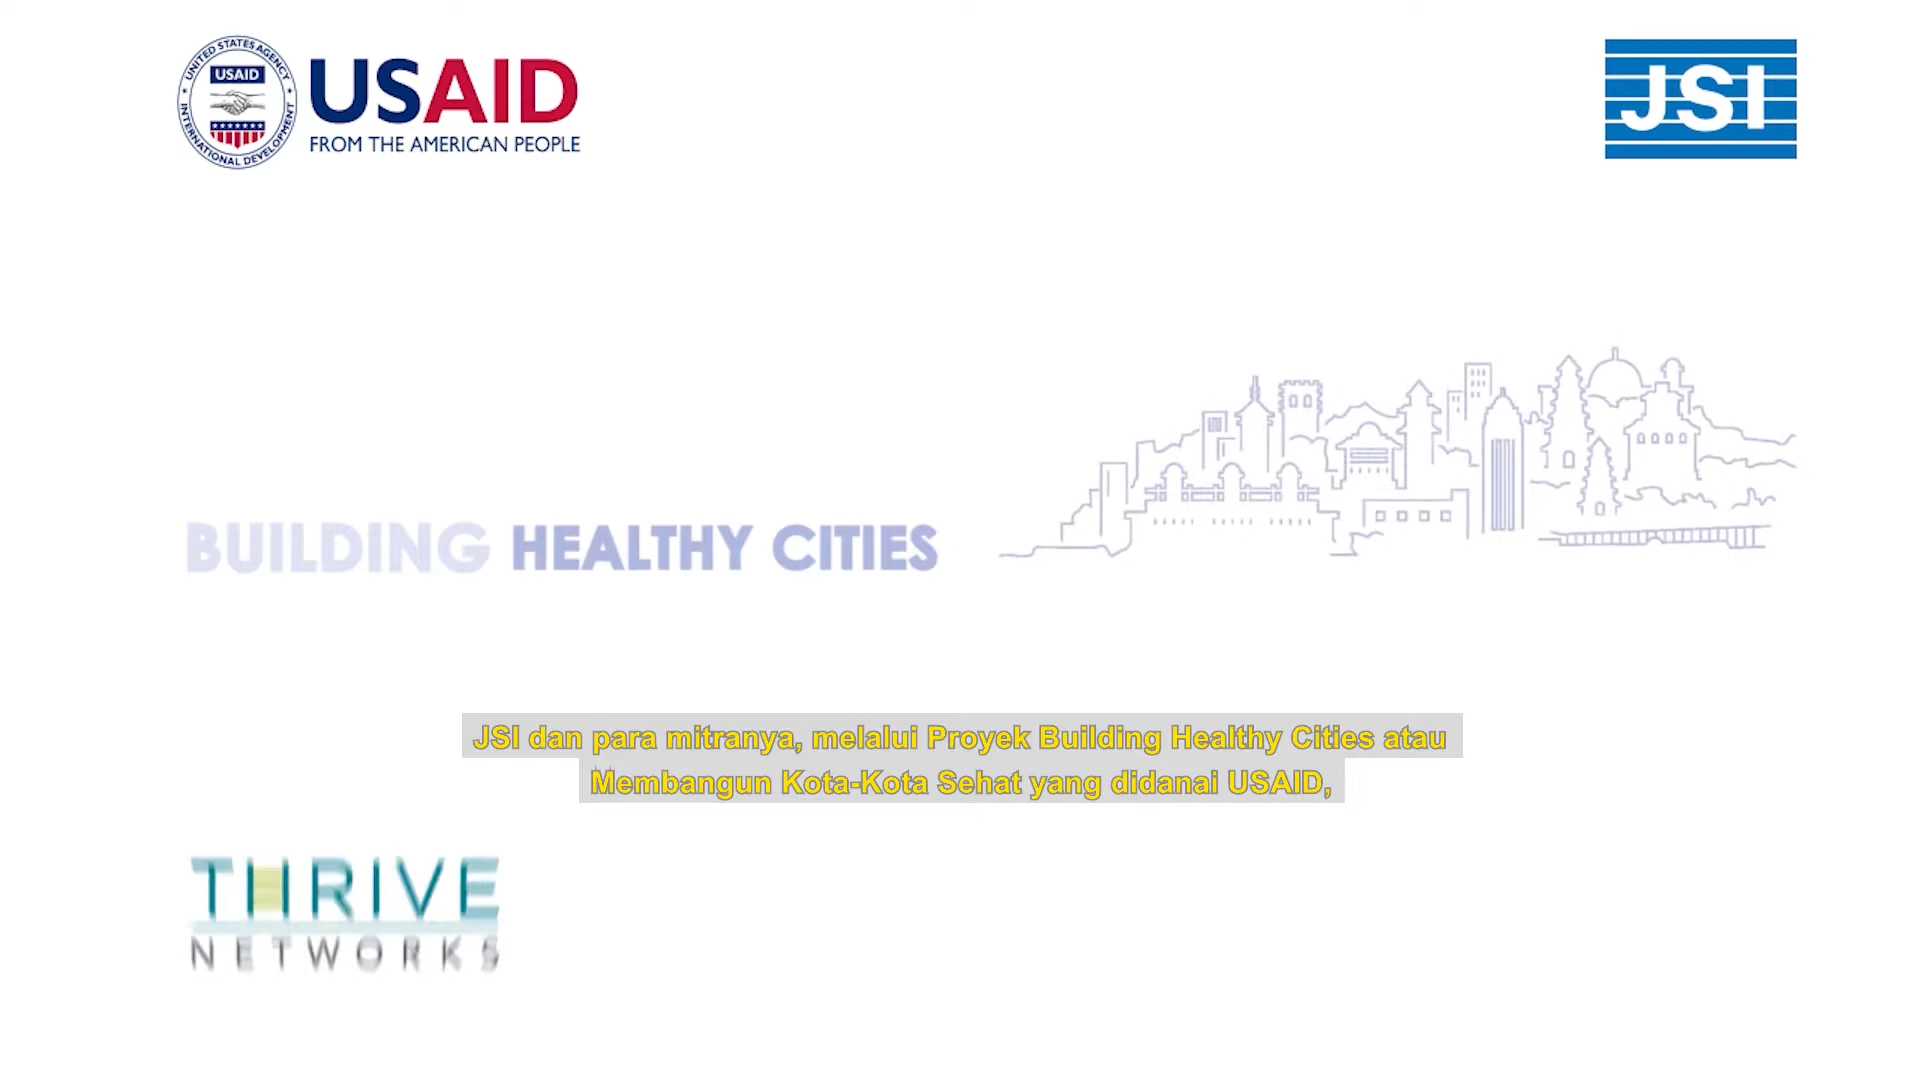 UNITED STATES AGENCY
USAID
INTERNATIONAL DEVELOPMENT
USAID
FROM THE AMERICAN PEOPLE
JSI
BUILDING HEALTHY CITIES
JSI dan para mitranya, melalui Proyek Building Healthy Cities atau
Membangun Kota-Kota Sehat yang didanai USAID,
THRIVE
NETWORKS